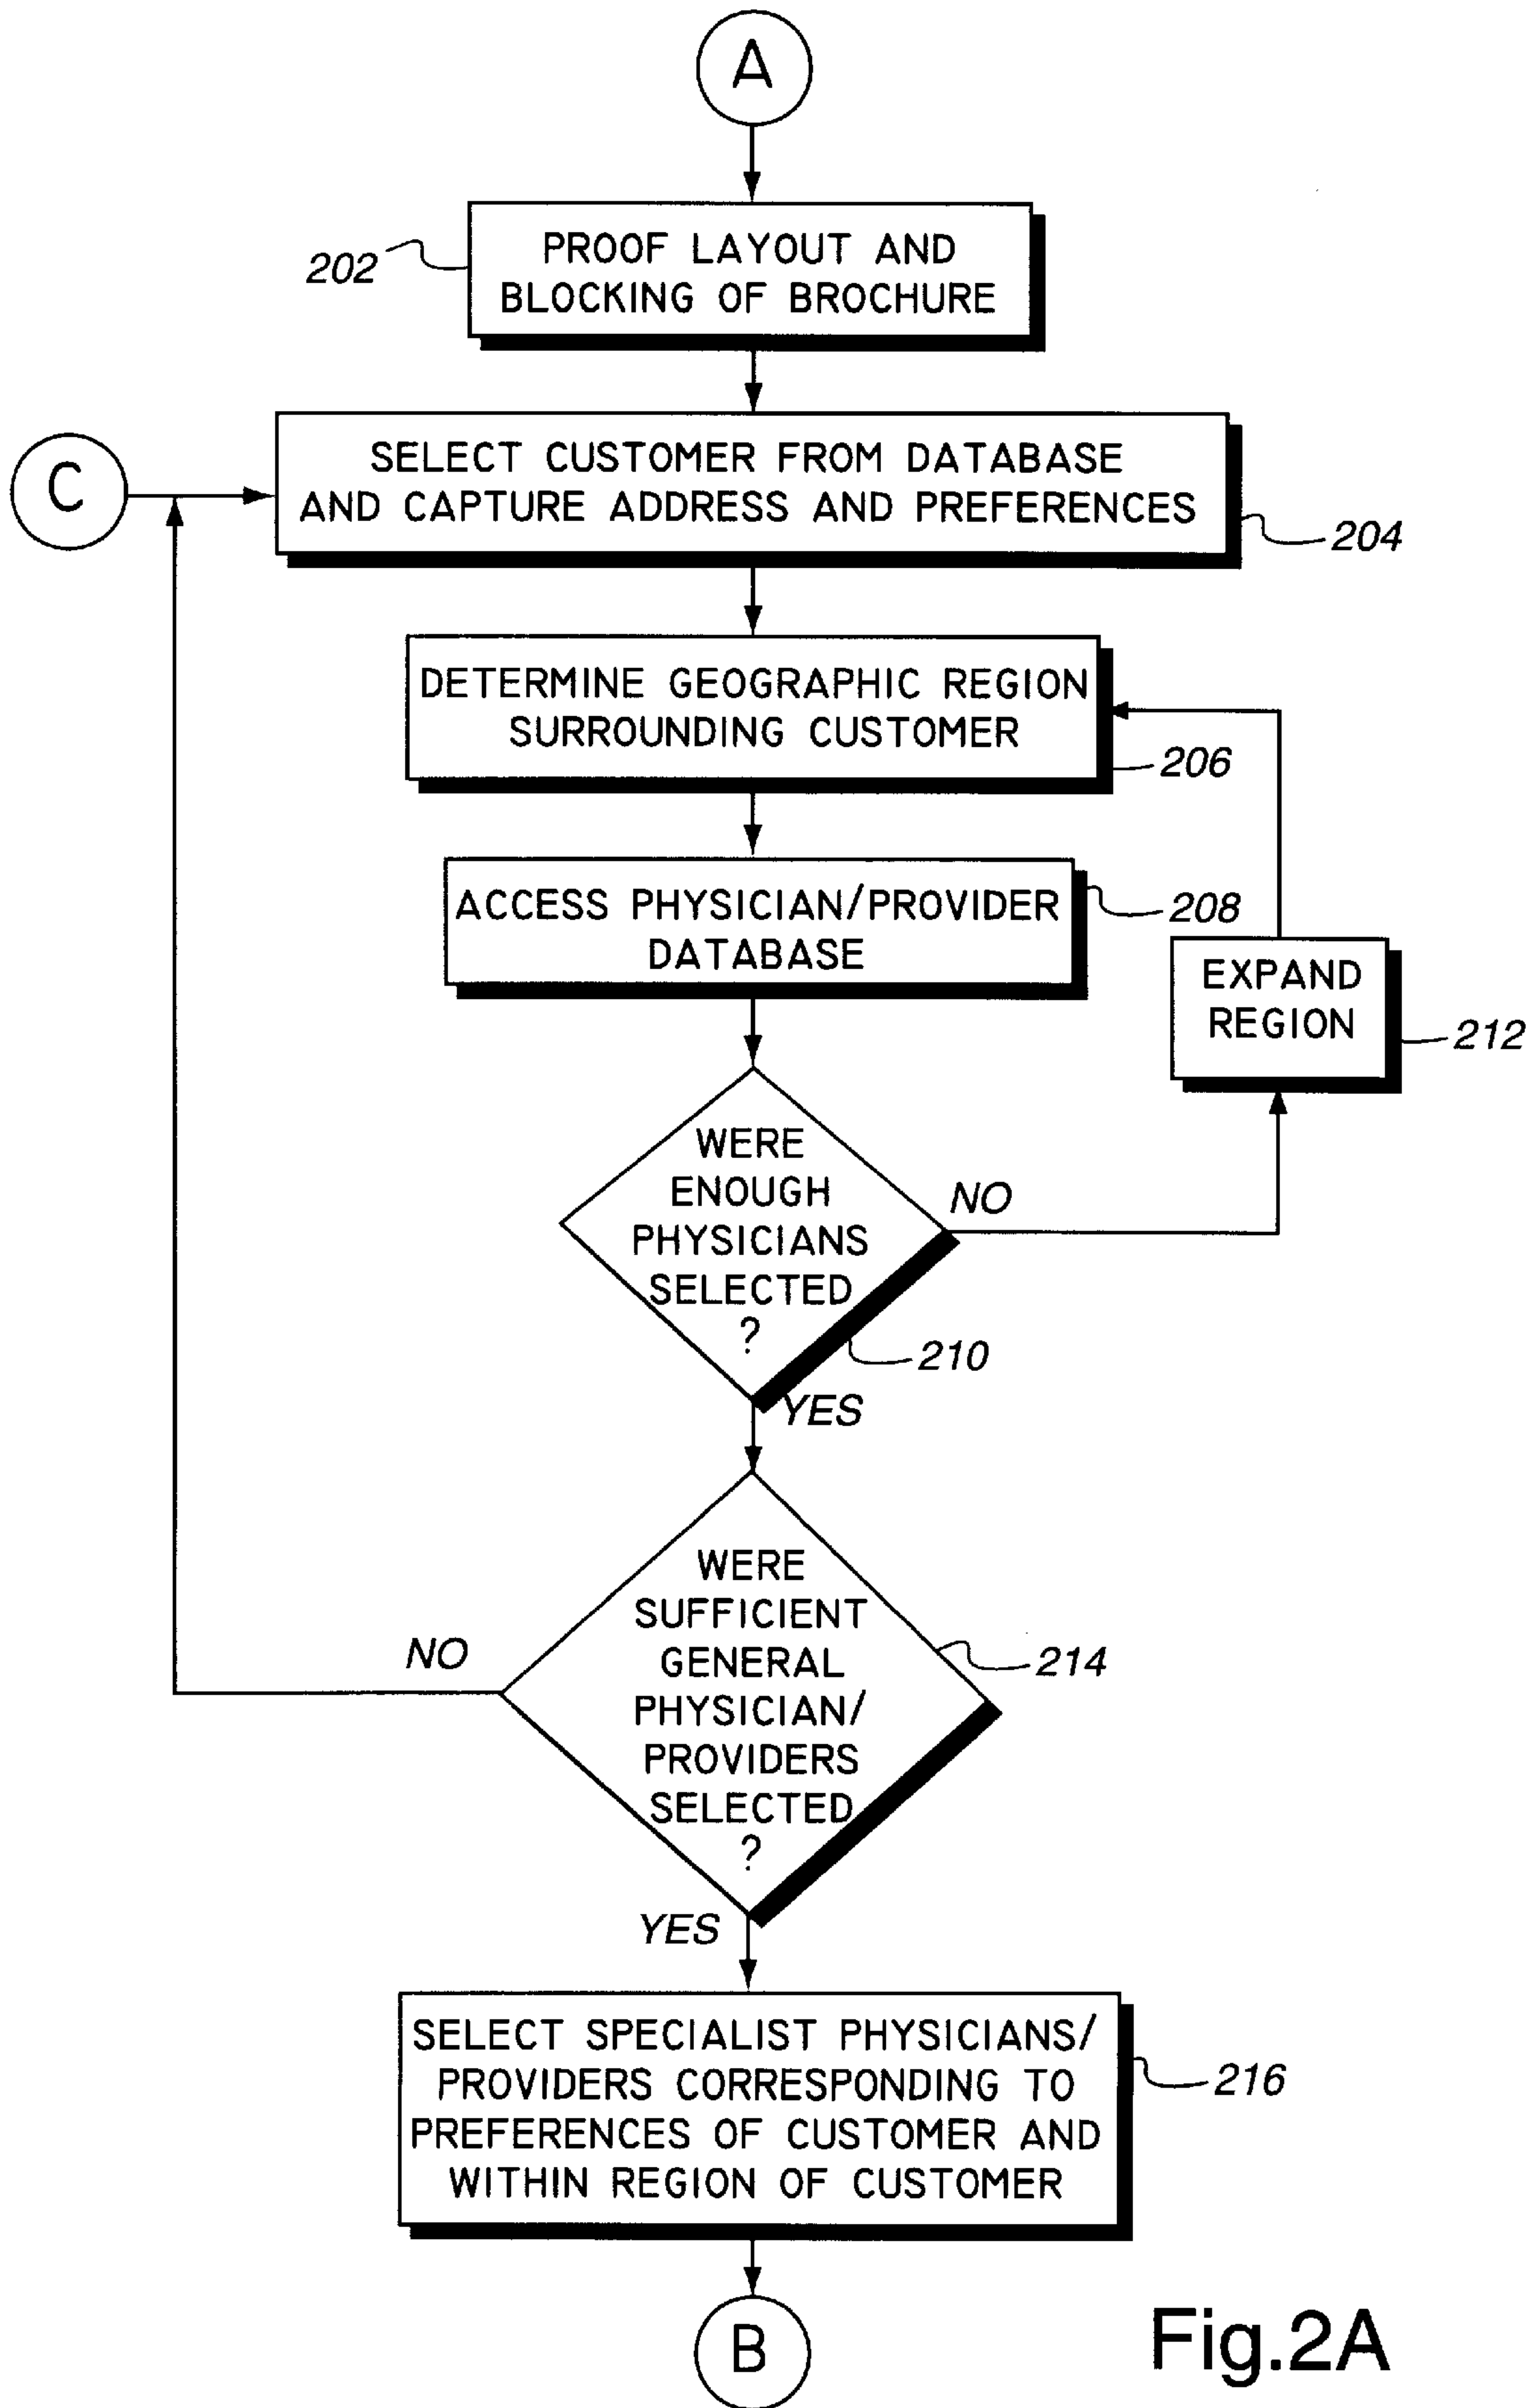 A
202
PROOF LAYOUT AND
BLOCKING OF BROCHURE
C
SELECT CUSTOMER FROM DATABASE
AND CAPTURE ADDRESS AND PREFERENCES
204
DETERMINE GEOGRAPHIC REGION
SURROUNDING CUSTOMER
206
ACCESS PHYSICIAN/PROVIDER
DATABASE
208
EXPAND
REGION
212
WERE
ENOUGH
PHYSICIANS
SELECTED
?
NO
210
YES
WERE
SUFFICIENT
GENERAL
PHYSICIAN/
PROVIDERS
SELECTED
?
NO
214
YES
SELECT SPECIALIST PHYSICIANS/
PROVIDERS CORRESPONDING TO
PREFERENCES OF CUSTOMER AND
WITHIN REGION OF CUSTOMER
216
B
Fig.2A